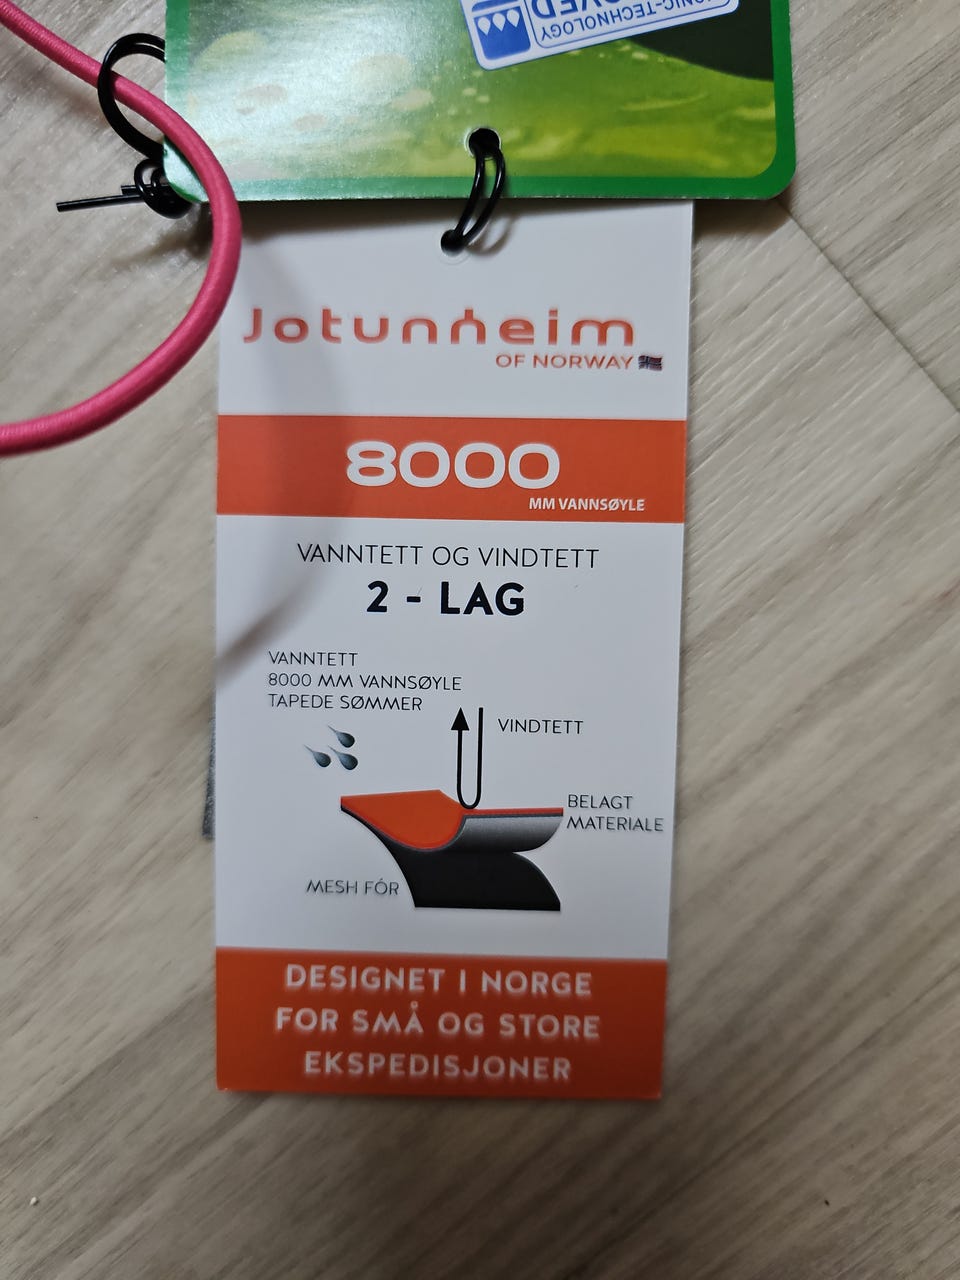 TECHNOLOGY
Jotunheim
OF NORWAY
8000
MM VANNSØYLE
VANNTETT OG VINDTETT
2 - LAG
VANNTETT
8000 MM VANNSØYLE
TAPEDE SØMMER
VINDTETT
BELAGT
MATERIALE
MESH FÓR
DESIGNET I NORGE
FOR SMÅ OG STORE
EKSPEDISJONER